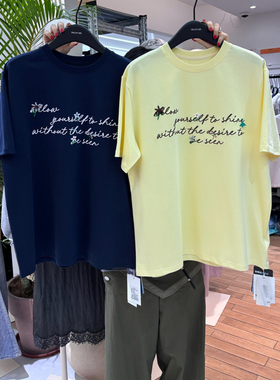 allow
yourself to shine
without the desire to
be seen
allow
yourself to shine
without the desire to
be seen